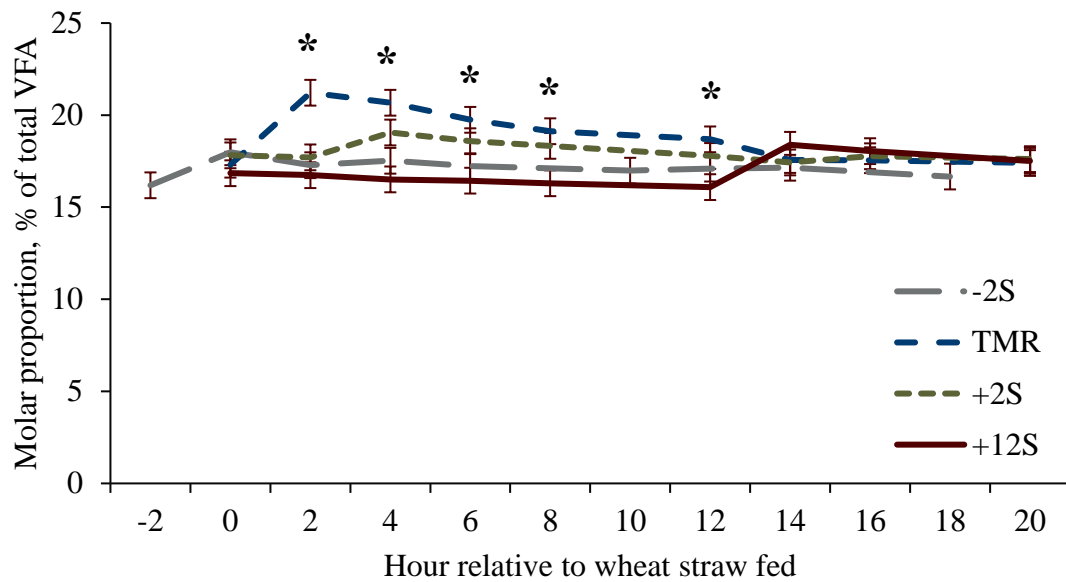 Molar proportion, % of total VFA
25
20
15
10
5
0
* * * * *
-2S
TMR
+2S
+12S
-2 0 2 4 6 8 10 12 14 16 18 20
Hour relative to wheat straw fed